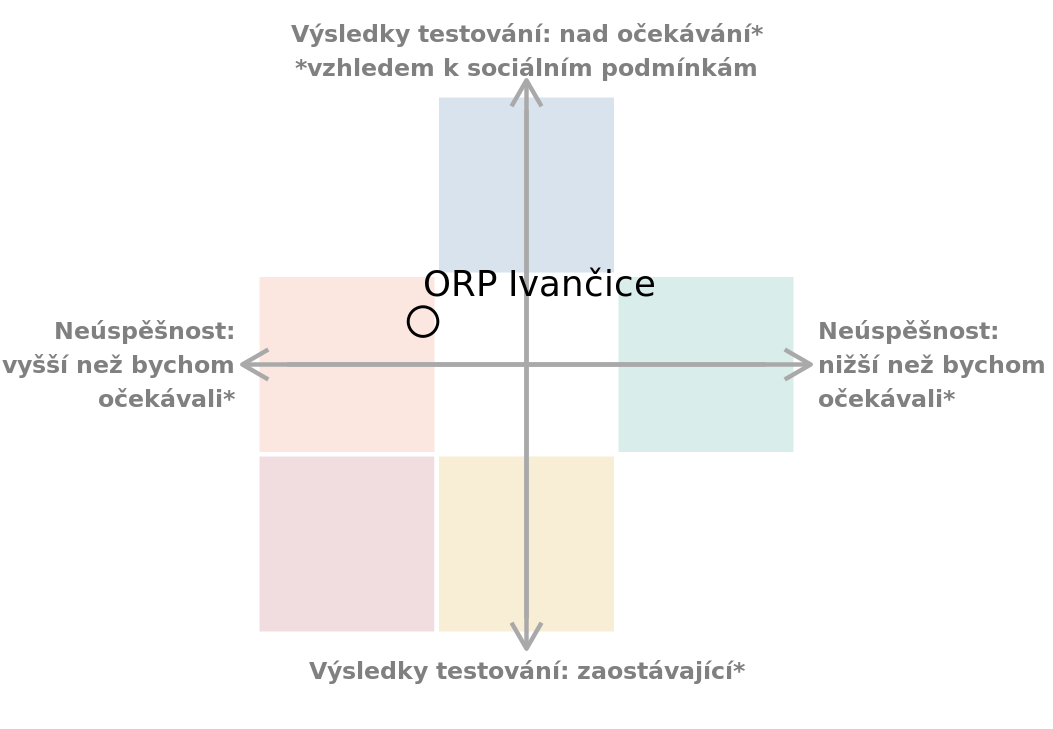 Výsledky testování: nad očekávání*
*vzhledem k sociálním podmínkám
ORP Ivančice
Neúspěšnost:
vyšší než bychom
očekávali*
Neúspěšnost:
nižší než bychom
očekávali*
Výsledky testování: zaostávající*